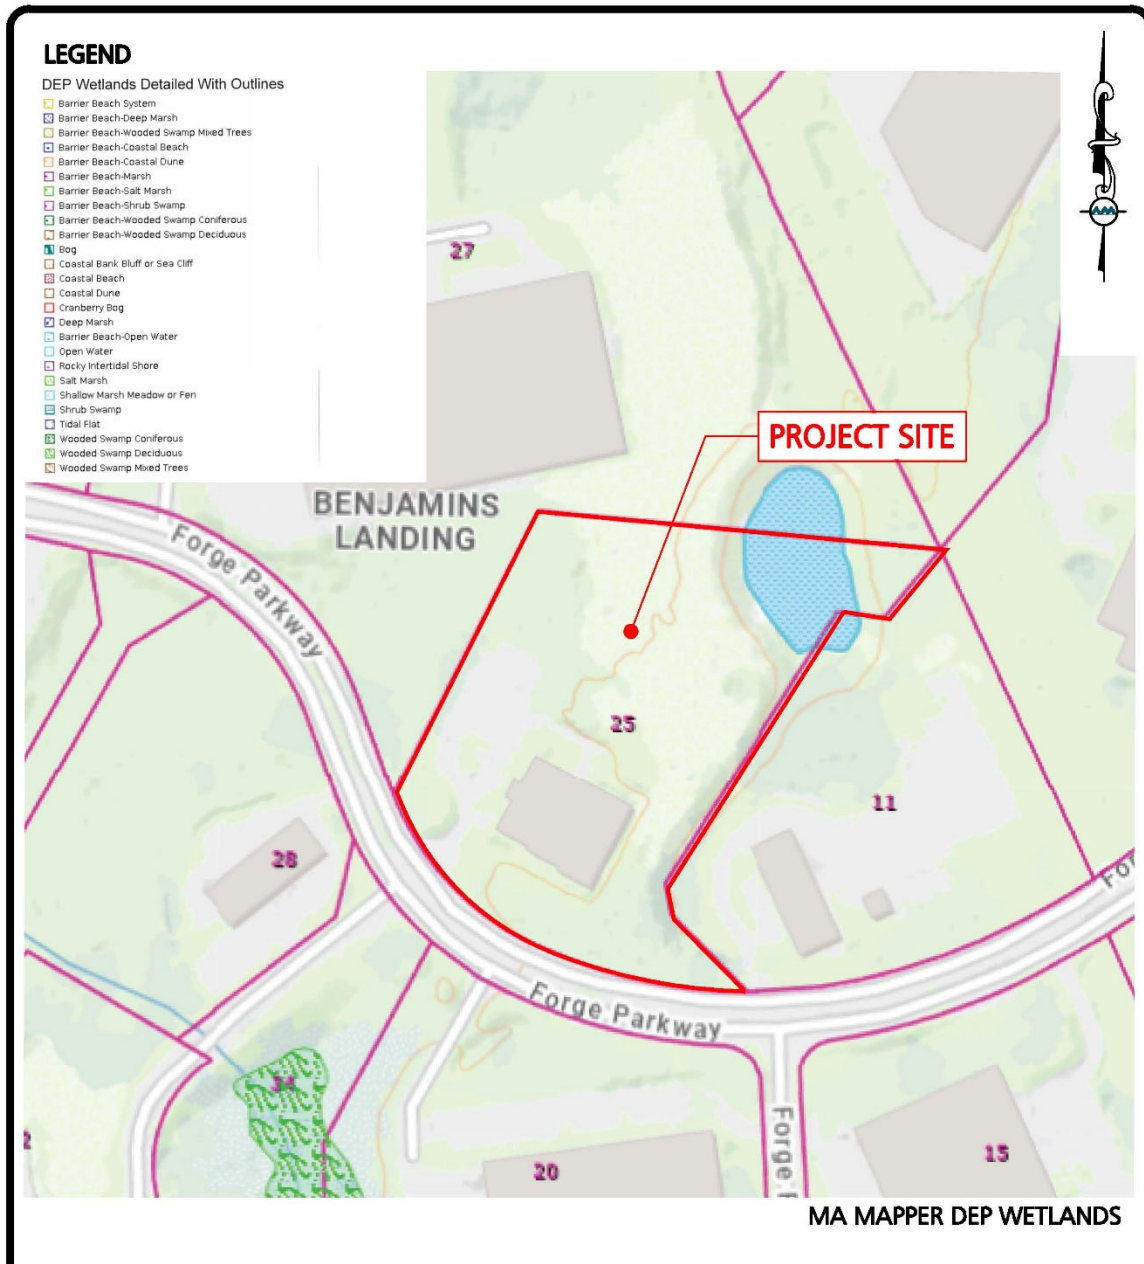 LEGEND
DEP Wetlands Detailed With Outlines
Barrier Beach System
Barrier Beach-Deep Marsh
Barrier Beach-Wooded Swamp Mixed Trees
Barrier Beach-Coastal Beach
Barrier Beach-Coastal Dune
Barrier Beach-Marsh
Barrier Beach-Salt Marsh
Barrier Beach-Shrub Swamp
Barrier Beach-Wooded Swamp Coniferous
Barrier Beach-Wooded Swamp Deciduous
Bog
Coastal Bank Bluff or Sea Cliff
Coastal Beach
Coastal Dune
Cranberry Bog
Deep Marsh
Barrier Beach-Open Water
Open Water
Rocky Intertidal Shore
Salt Marsh
Shallow Marsh Meadow or Fen
Shrub Swamp
Tidal Flat
Wooded Swamp Coniferous
Wooded Swamp Deciduous
Wooded Swamp Mixed Trees
27
PROJECT SITE
BENJAMINS
LANDING
Forge Parkway
25
11
28
Forge Parkway
34
20
15
MA MAPPER DEP WETLANDS